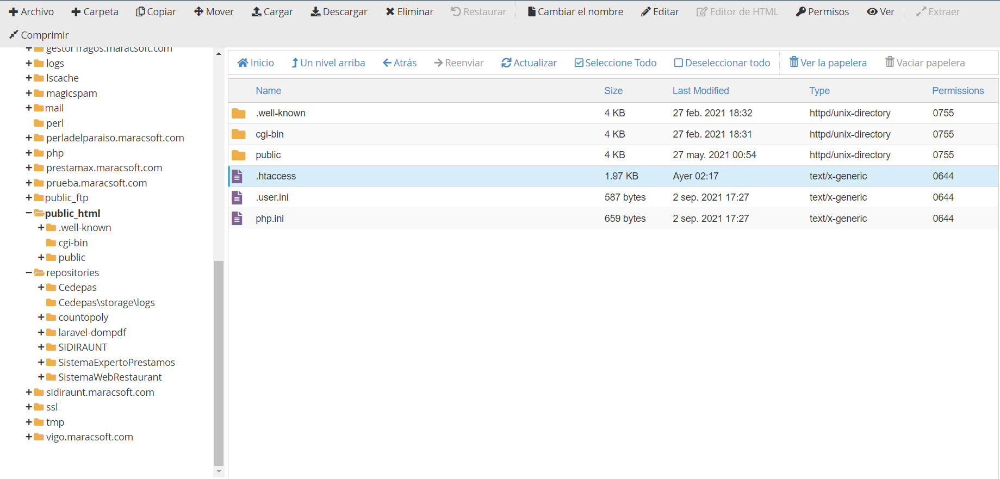 Archivo Carpeta Copiar Mover Cargar Descargar Eliminar Restaurar Cambiar el nombre Editar Editor de HTML Permisos Ver Extraer
Comprimir
gestorfragos.maracsoft.com
logs
lscache
magicspam
mail
perl
perladelparaiso.maracsoft.com
php
prestamax.maracsoft.com
prueba.maracsoft.com
public_ftp
public_html
.well-known
cgi-bin
public
repositories
Cedepas
Cedepas\storage\logs
countopoly
laravel-dompdf
SIDIRAUNT
SistemaExpertoPrestamos
SistemaWebRestaurant
sidiraunt.maracsoft.com
ssl
tmp
vigo.maracsoft.com
Inicio Un nivel arriba Atrás Reenviar Actualizar Seleccione Todo Deseleccionar todo Ver la papelera Vaciar papelera
Name Size Last Modified Type Permissions
.well-known 4 KB 27 feb. 2021 18:32 httpd/unix-directory 0755
cgi-bin 4 KB 27 feb. 2021 18:31 httpd/unix-directory 0755
public 4 KB 27 may. 2021 00:54 httpd/unix-directory 0755
.htaccess 1.97 KB Ayer 02:17 text/x-generic 0644
.user.ini 587 bytes 2 sep. 2021 17:27 text/x-generic 0644
php.ini 659 bytes 2 sep. 2021 17:27 text/x-generic 0644